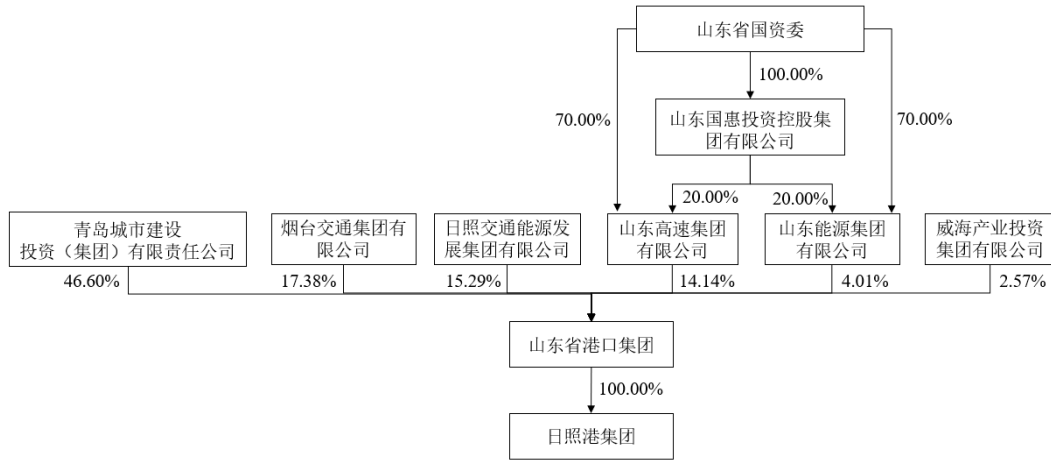 山东省国资委
100.00%
70.00%
山东国惠投资控股集
团有限公司
70.00%
20.00%
20.00%
青岛城市建设
投资（集团）有限责任公司
烟台交通集团有
限公司
日照交通能源发
展集团有限公司
山东高速集团
有限公司
山东能源集团
有限公司
威海产业投资
集团有限公司
46.60%
17.38%
15.29%
14.14%
4.01%
2.57%
山东省港口集团
100.00%
日照港集团